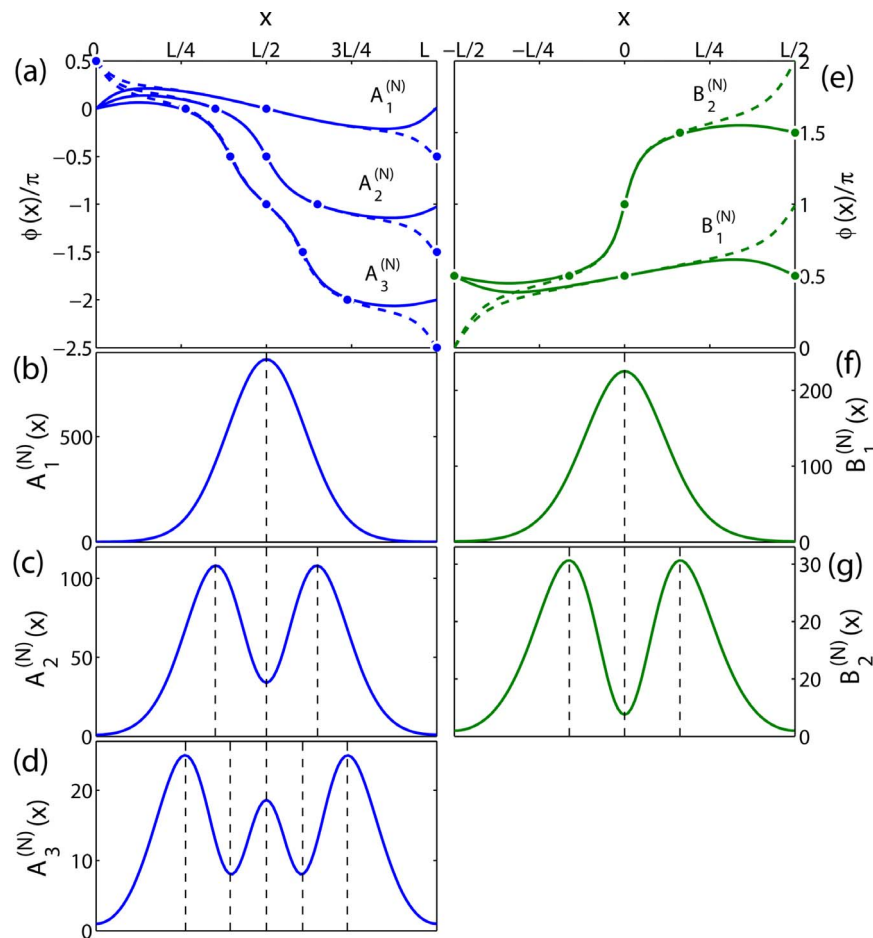 x
0 L/4 L/2 3L/4 L
(a)
0.5
0
−0.5
−1
−1.5
−2
−2.5
ϕ(x)/π
A₁⁽ᴺ⁾
A₂⁽ᴺ⁾
A₃⁽ᴺ⁾
x
−L/2 −L/4 0 L/4 L/2
(e)
2
1.5
1
0.5
0
ϕ(x)/π
B₂⁽ᴺ⁾
B₁⁽ᴺ⁾
(b)
500
0
A₁⁽ᴺ⁾(x)
(f)
200
100
0
B₁⁽ᴺ⁾(x)
(c)
100
50
0
A₂⁽ᴺ⁾(x)
(g)
30
20
20
0
B₂⁽ᴺ⁾(x)
(d)
20
10
0
A₃⁽ᴺ⁾(x)